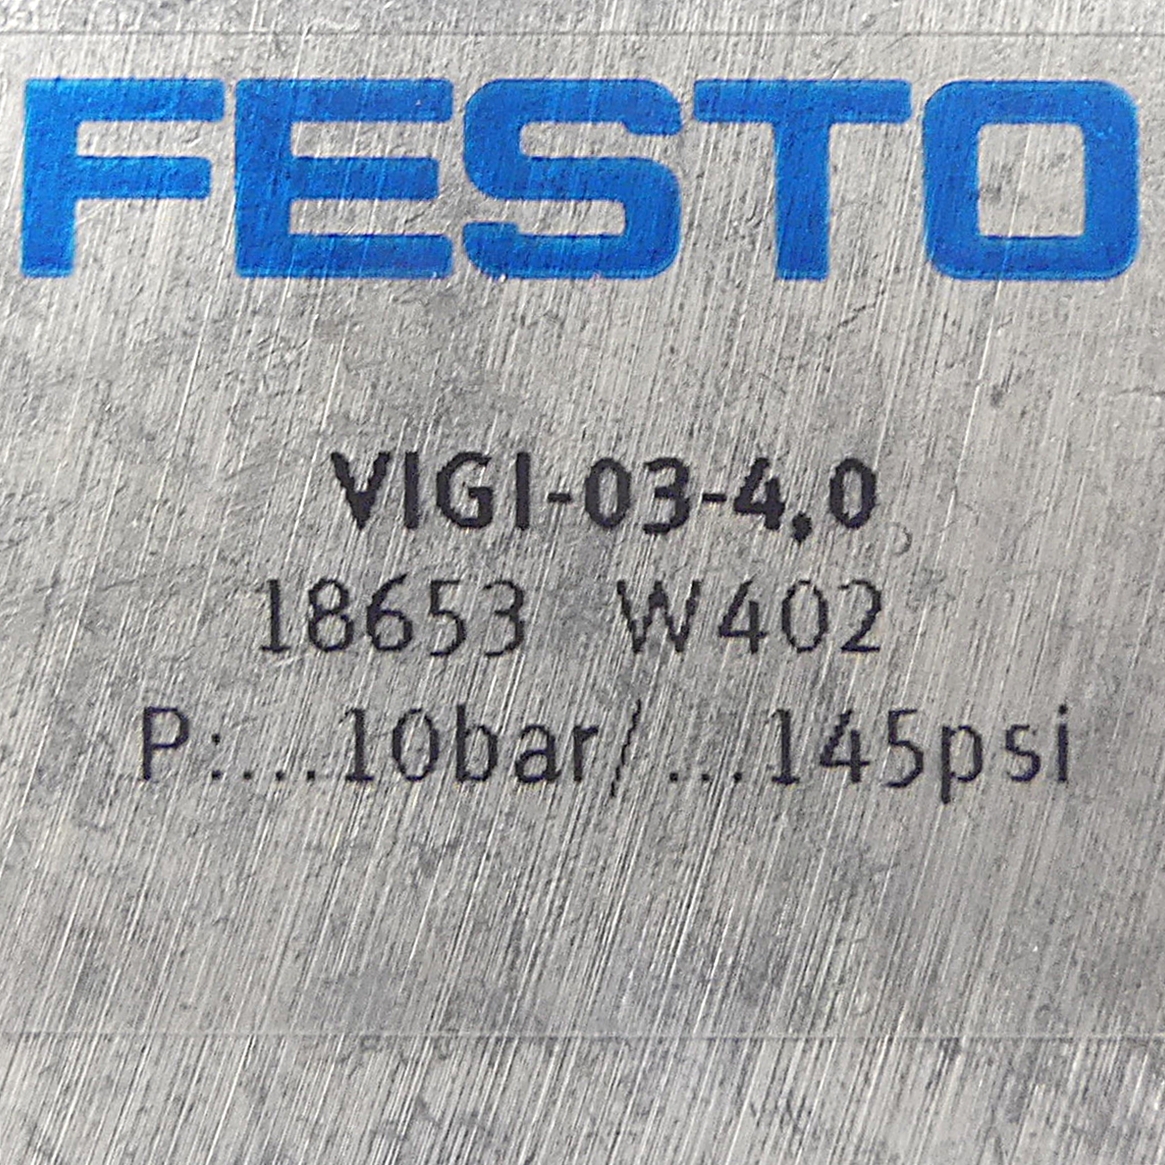 FESTO
VIGI-03-4,0
18653 W402
P:...10bar/...145psi